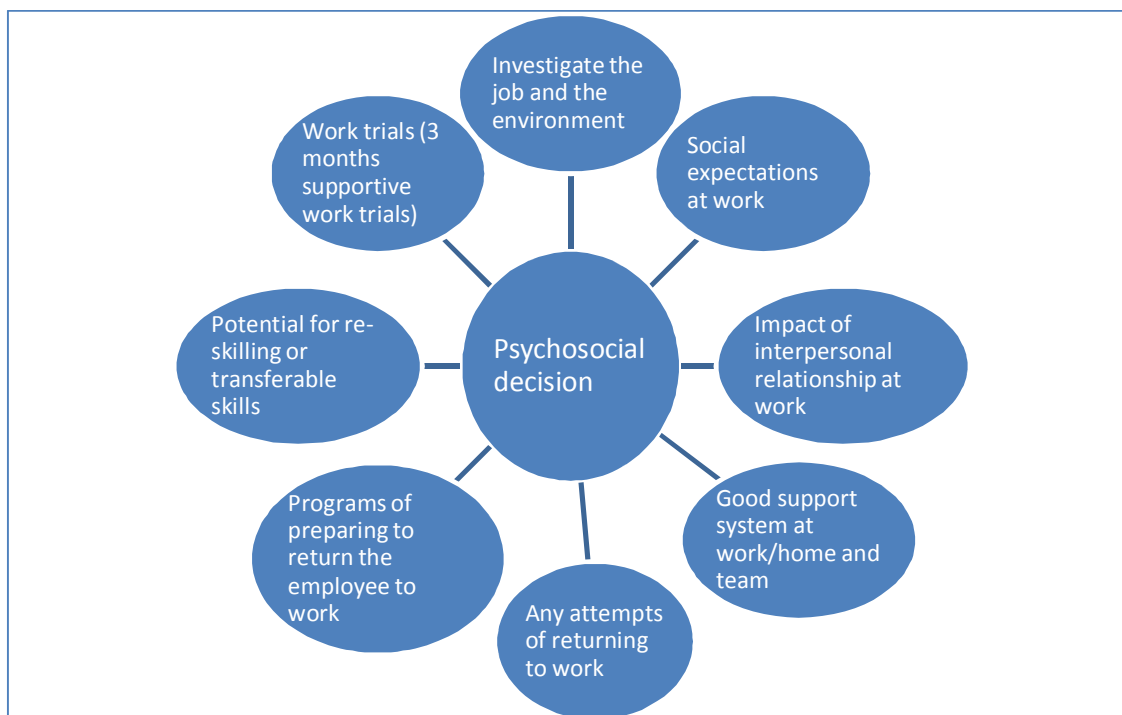 Investigate the
job and the
environment
Social
expectations
at work
Impact of
interpersonal
relationship at
work
Good support
system at
work/home and
team
Any attempts
of returning
to work
Programs of
preparing to
return the
employee to
work
Potential for re-
skilling or
transferable
skills
Work trials (3
months
supportive
work trials)
Psychosocial
decision